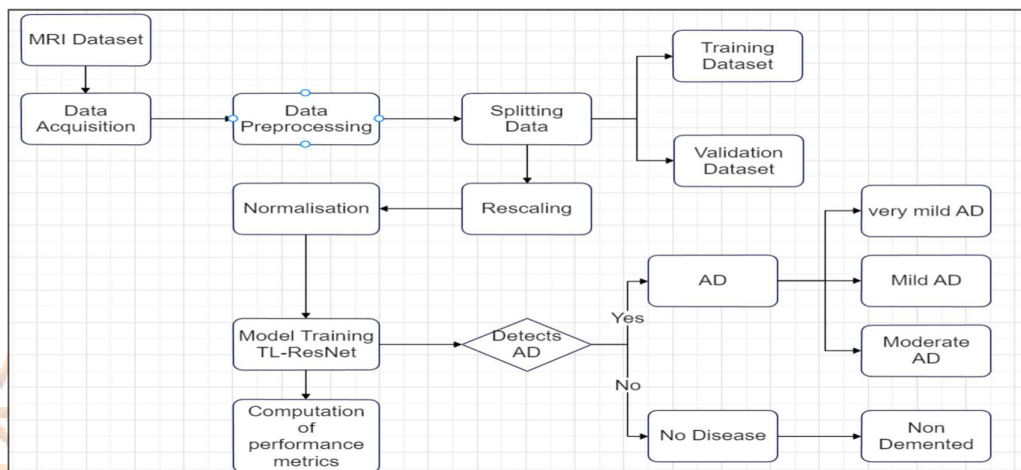 MRI Dataset
Data
Acquisition
Data
Preprocessing
Splitting
Data
Training
Dataset
Validation
Dataset
Rescaling
Normalisation
Model Training
TL-ResNet
Computation
of
performance
metrics
Detects
AD
Yes
No
AD
very mild AD
Mild AD
Moderate
AD
No Disease
Non
Demented